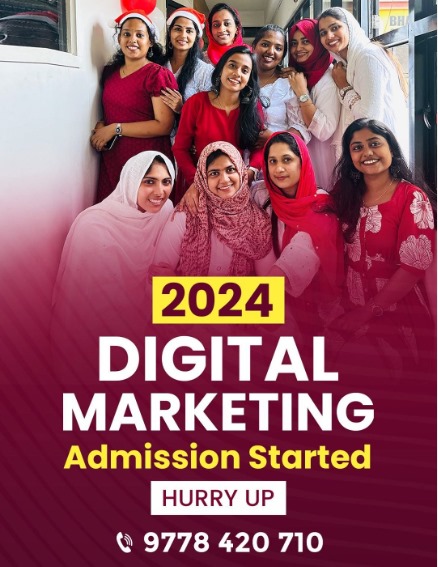 2024
DIGITAL
MARKETING
Admission Started
HURRY UP
9778 420 710